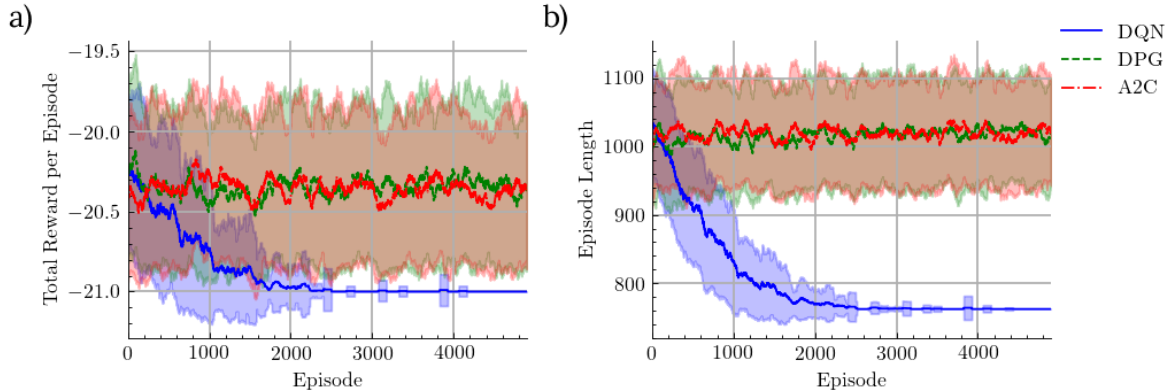 a)
Total Reward per Episode
−19.5
−20.0
−20.5
−21.0
0 1000 2000 3000 4000
Episode
b)
Episode Length
1100
1000
900
800
0 1000 2000 3000 4000
Episode
DQN
DPG
A2C